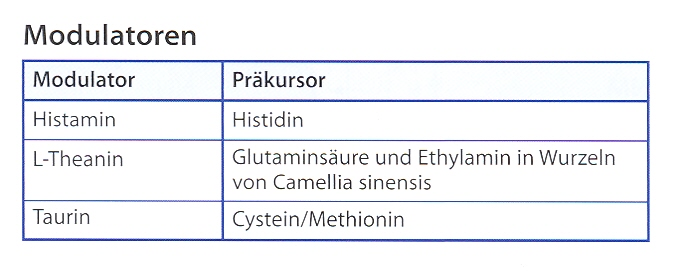 Modulatoren
Modulator Präkursor
Histamin Histidin
L-Theanin Glutaminsäure und Ethylamin in Wurzeln
von Camellia sinensis
Taurin Cystein/Methionin